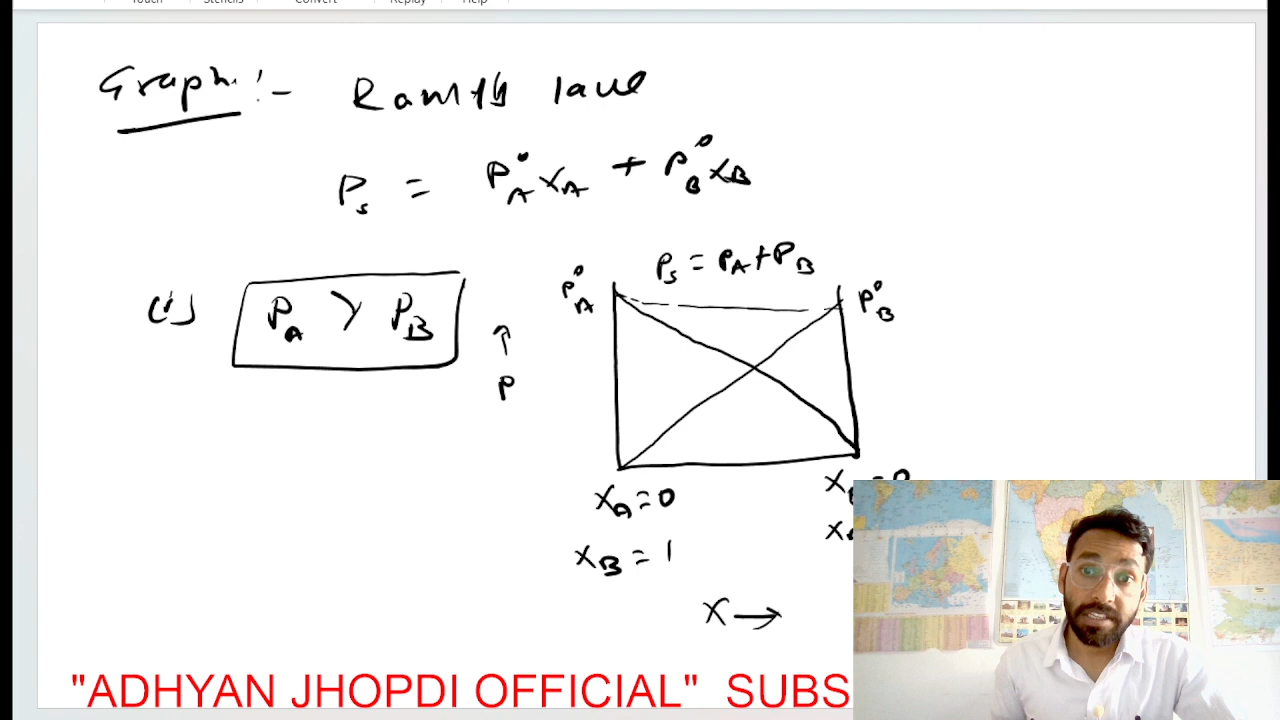 Graph :- Raoult's law
Ps = P°A xA + P°B xB
Ps = PA + PB
(i) PA > PB
P°A
P°B
P
xA = 0
xB = 1
x →
"ADHYAN JHOPDI OFFICIAL" SUBS